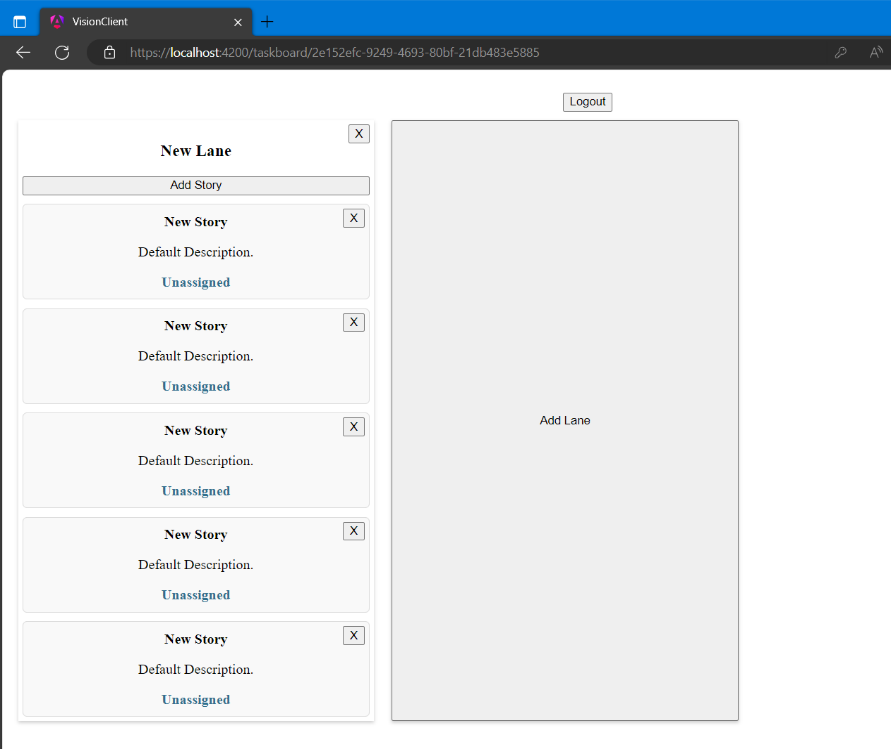 VisionClient
https://localhost:4200/taskboard/2e152efc-9249-4693-80bf-21db483e5885
A
Logout
X
New Lane
Add Story
New Story
X
Default Description.
Unassigned
New Story
X
Default Description.
Unassigned
New Story
X
Default Description.
Unassigned
New Story
X
Default Description.
Unassigned
New Story
X
Default Description.
Unassigned
Add Lane